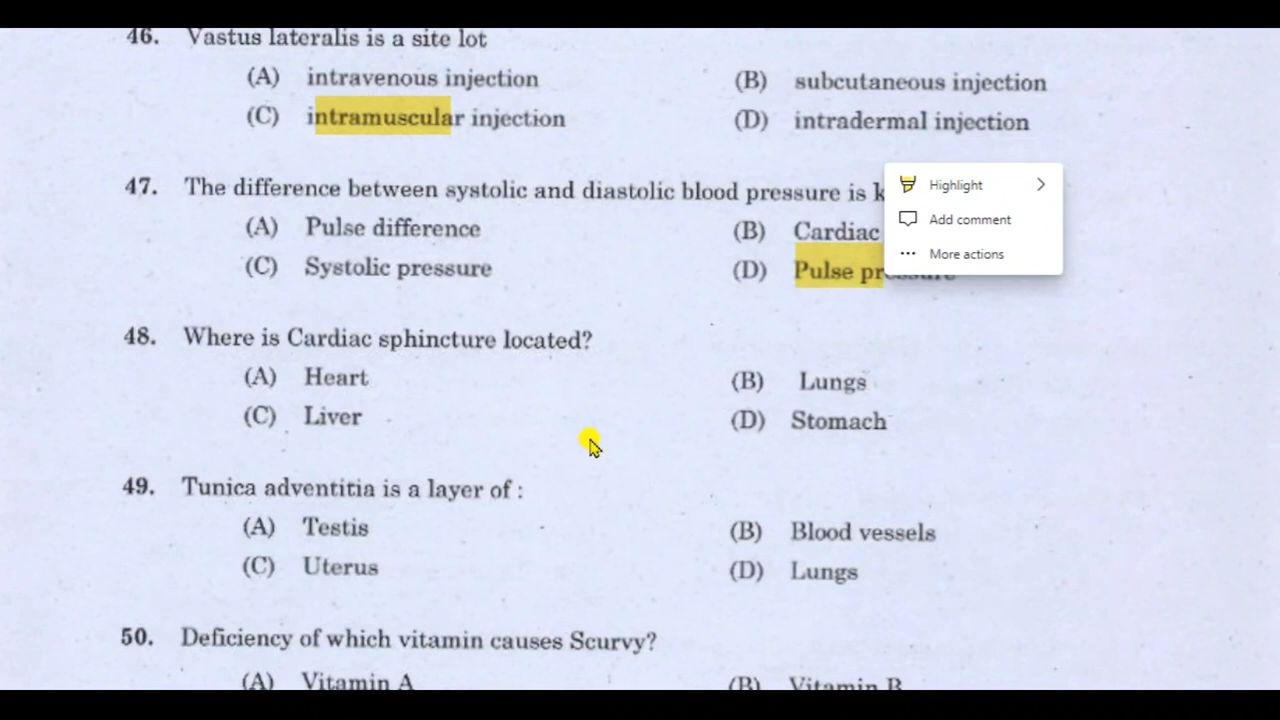 46. Vastus lateralis is a site lot
(A) intravenous injection (B) subcutaneous injection
(C) intramuscular injection (D) intradermal injection
47. The difference between systolic and diastolic blood pressure is k
Highlight
(A) Pulse difference (B) Cardiac
Add comment
(C) Systolic pressure (D) Pulse pressure
More actions
48. Where is Cardiac sphincture located?
(A) Heart (B) Lungs
(C) Liver (D) Stomach
49. Tunica adventitia is a layer of :
(A) Testis (B) Blood vessels
(C) Uterus (D) Lungs
50. Deficiency of which vitamin causes Scurvy?
(A) Vitamin A (B) Vitamin B